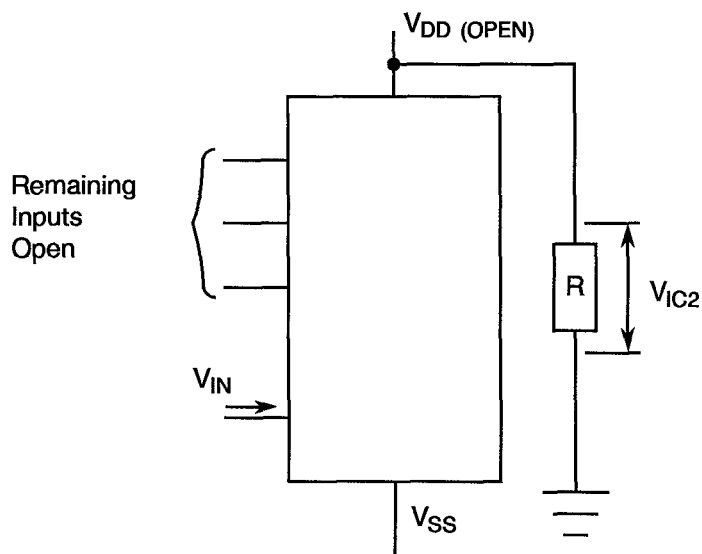 VDD (OPEN)
Remaining
Inputs
Open
R
VIC2
VIN
VSS